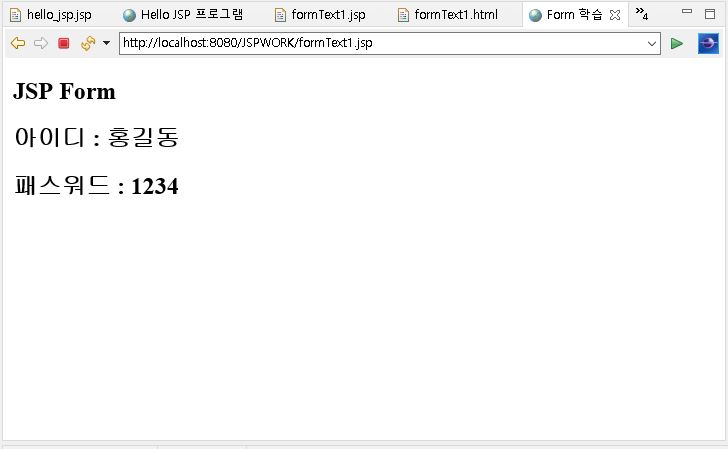 hello_jsp.jsp Hello JSP 프로그램 formText1.jsp formText1.html Form 학습 4
http://localhost:8080/JSPWORK/formText1.jsp
JSP Form
아이디 : 홍길동
패스워드 : 1234